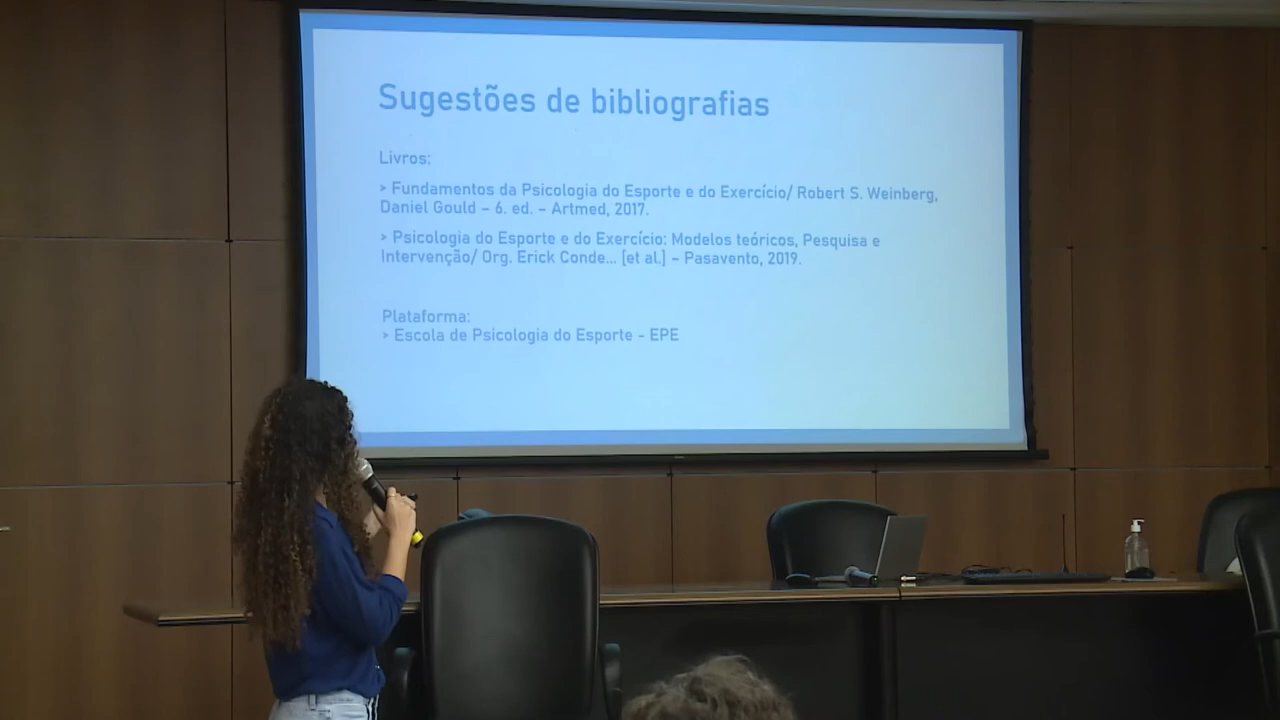 Sugestões de bibliografias
Livros:
> Fundamentos da Psicologia do Esporte e do Exercício/ Robert S. Weinberg,
Daniel Gould – 6. ed. – Artmed, 2017.
> Psicologia do Esporte e do Exercício: Modelos teóricos, Pesquisa e
Intervenção/ Org. Erick Conde... [et al.] – Pasavento, 2019.
Plataforma:
> Escola de Psicologia do Esporte - EPE